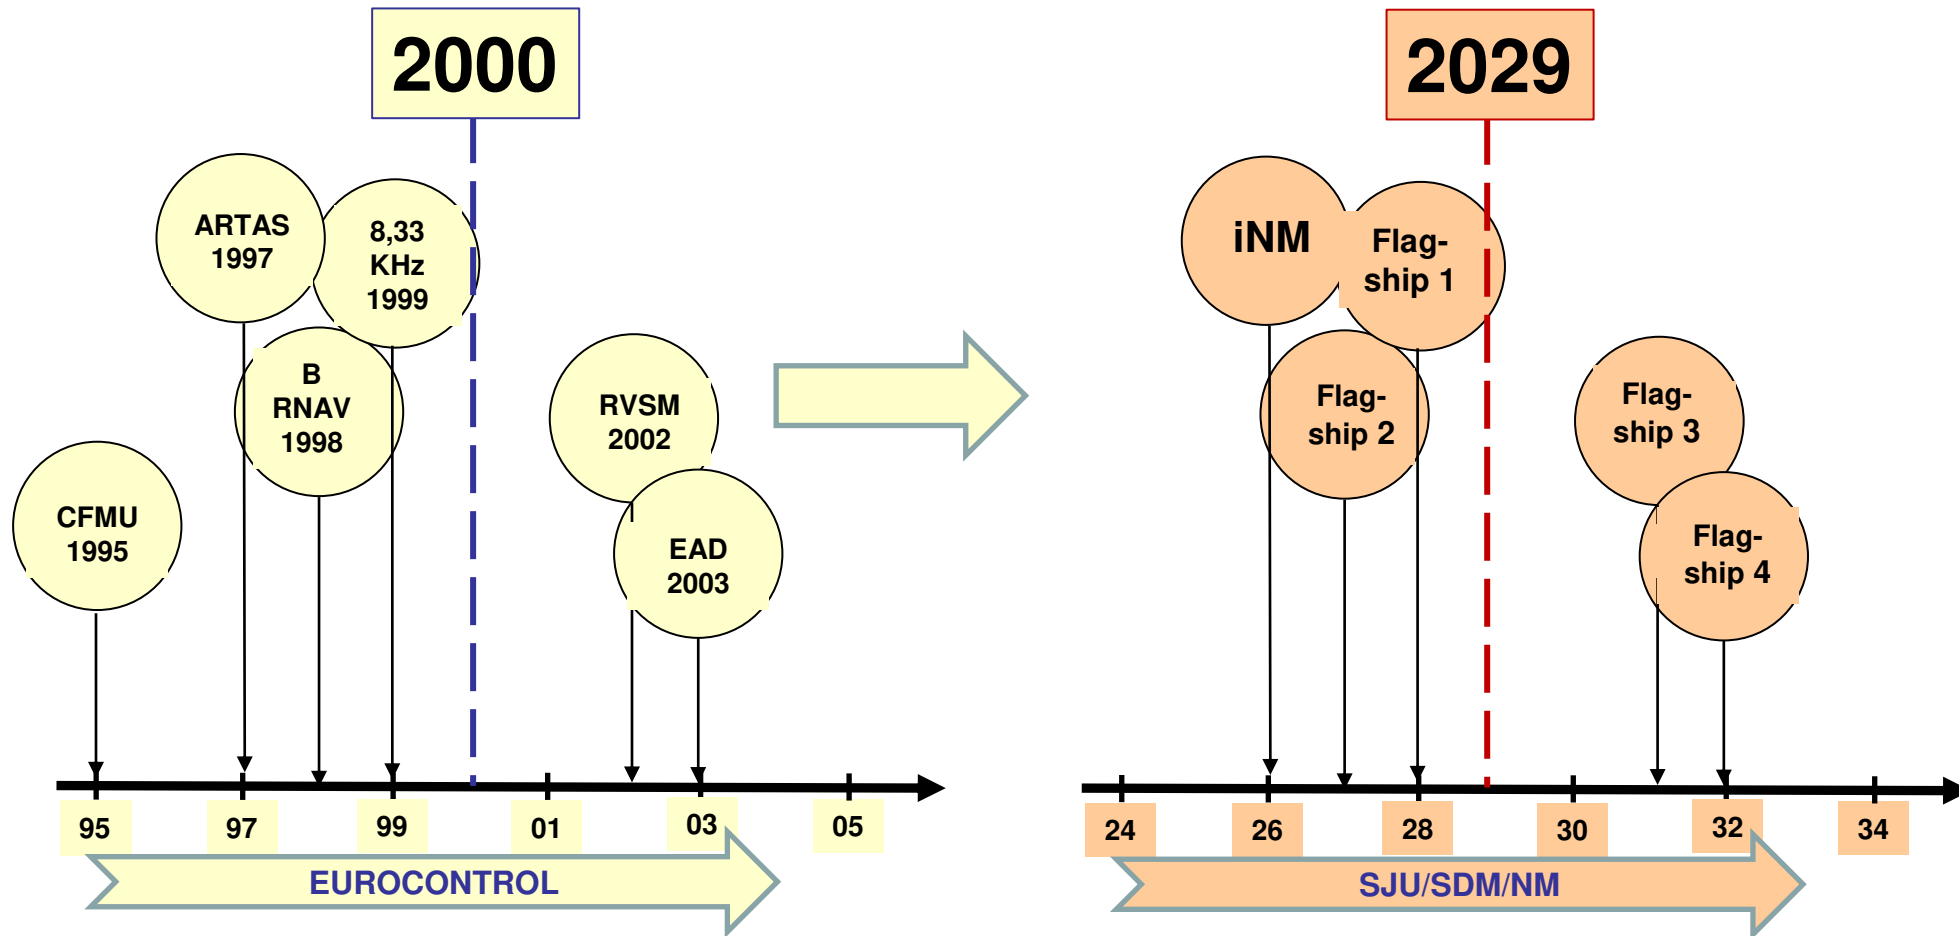 2000
ARTAS
1997
8,33
KHz
1999
B
RNAV
1998
CFMU
1995
RVSM
2002
EAD
2003
95
97
99
01
03
05
EUROCONTROL
2029
iNM
Flag-
ship 1
Flag-
ship 2
Flag-
ship 3
Flag-
ship 4
24
26
28
30
32
34
SJU/SDM/NM